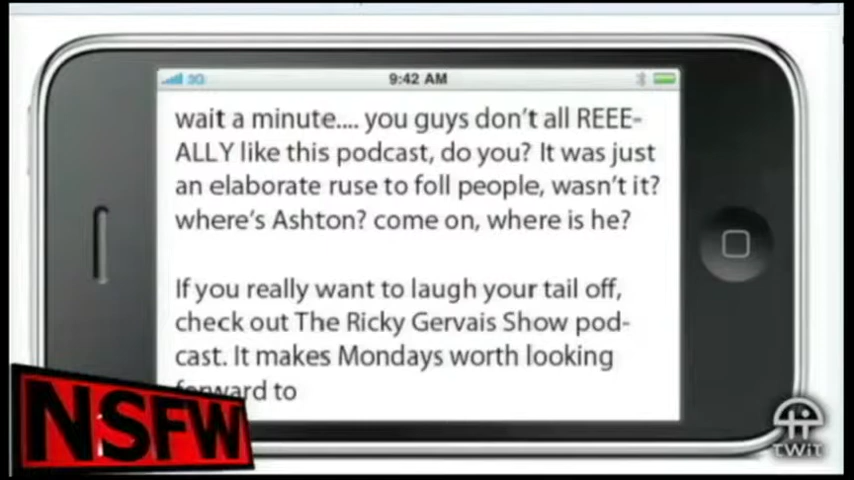 3G 9:42 AM
wait a minute.... you guys don't all REEE-
ALLY like this podcast, do you? It was just
an elaborate ruse to foll people, wasn't it?
where's Ashton? come on, where is he?
If you really want to laugh your tail off,
check out The Ricky Gervais Show pod-
cast. It makes Mondays worth looking
forward to
NSFW
TWiT